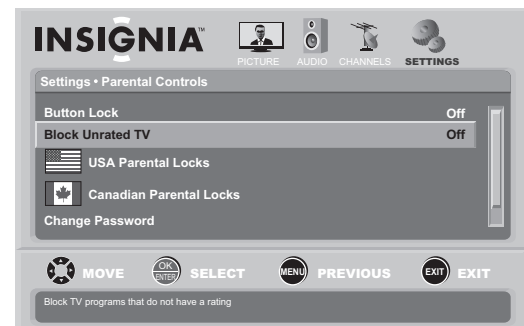 INSIGNIA™
PICTURE AUDIO CHANNELS SETTINGS
Settings • Parental Controls
Button Lock Off
Block Unrated TV Off
USA Parental Locks
Canadian Parental Locks
Change Password
MOVE OK ENTER SELECT MENU PREVIOUS EXIT EXIT
Block TV programs that do not have a rating